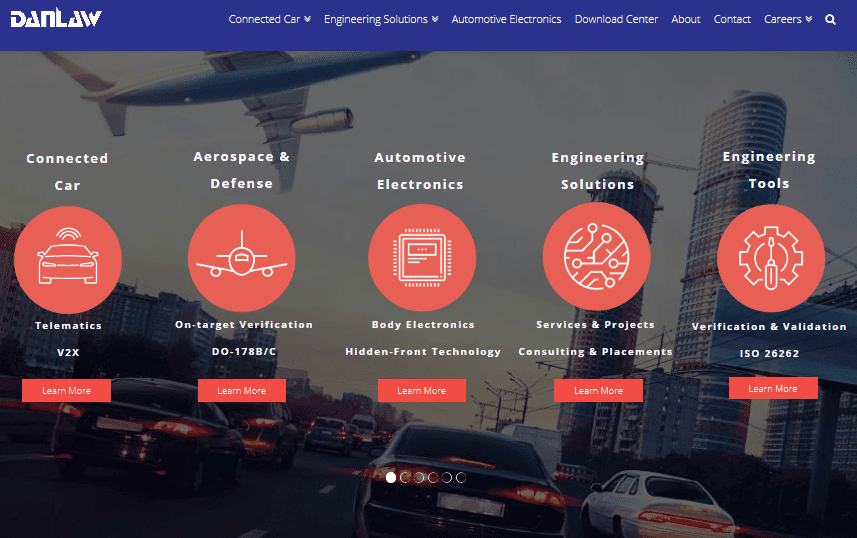 DANLAW
Connected Car
Engineering Solutions
Automotive Electronics
Download Center
About
Contact
Careers
Connected
Car
Telematics
V2X
Learn More
Aerospace &
Defense
On-target Verification
DO-178B/C
Learn More
Automotive
Electronics
Body Electronics
Hidden-Front Technology
Learn More
Engineering
Solutions
Services & Projects
Consulting & Placements
Learn More
Engineering
Tools
Verification & Validation
ISO 26262
Learn More